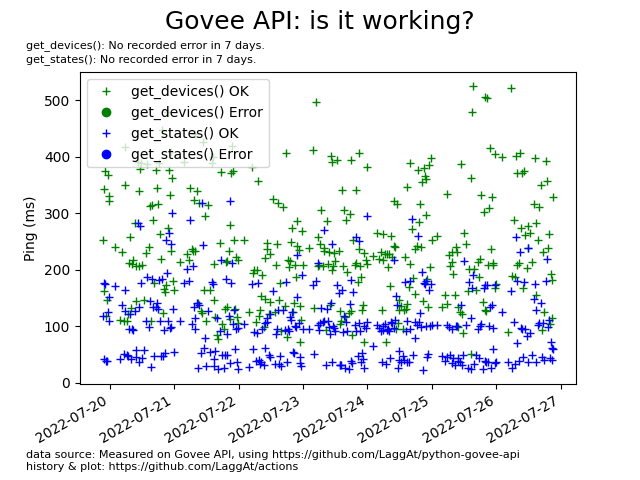 Govee API: is it working?
get_devices(): No recorded error in 7 days.
get_states(): No recorded error in 7 days.
get_devices() OK
get_devices() Error
get_states() OK
get_states() Error
Ping (ms)
500
400
300
200
100
0
2022-07-20
2022-07-21
2022-07-22
2022-07-23
2022-07-24
2022-07-25
2022-07-26
2022-07-27
data source: Measured on Govee API, using https://github.com/LaggAt/python-govee-api
history & plot: https://github.com/LaggAt/actions